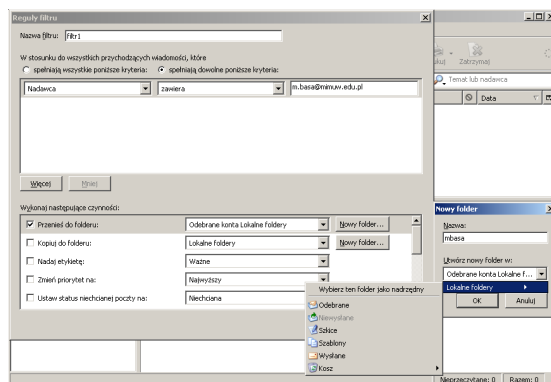 Reguły filtru
Nazwa filtru: Filtr1
W stosunku do wszystkich przychodzących wiadomości, które
spełniają wszystkie poniższe kryteria: spełniają dowolne poniższe kryteria:
Nadawca zawiera m.basa@mimuw.edu.pl
Więcej Mniej
Wykonaj następujące czynności:
Przenieś do folderu: Odebrane konta Lokalne foldery Nowy folder...
Kopiuj do folderu: Lokalne foldery Nowy folder...
Nadaj etykietę: Ważne
Zmień priorytet na: Najwyższy
Ustaw status niechcianej poczty na: Niechciana
Wybierz ten folder jako nadrzędny
Odebrane
Niewysłane
Szkice
Szablony
Wysłane
Kosz
Zatrzymaj
Temat lub nadawca
Data
Nowy folder
Nazwa:
mbasa
Utwórz nowy folder w:
Odebrane konta Lokalne f...
Lokalne foldery
OK Anuluj
Nieprzeczytane: 0 Razem: 0